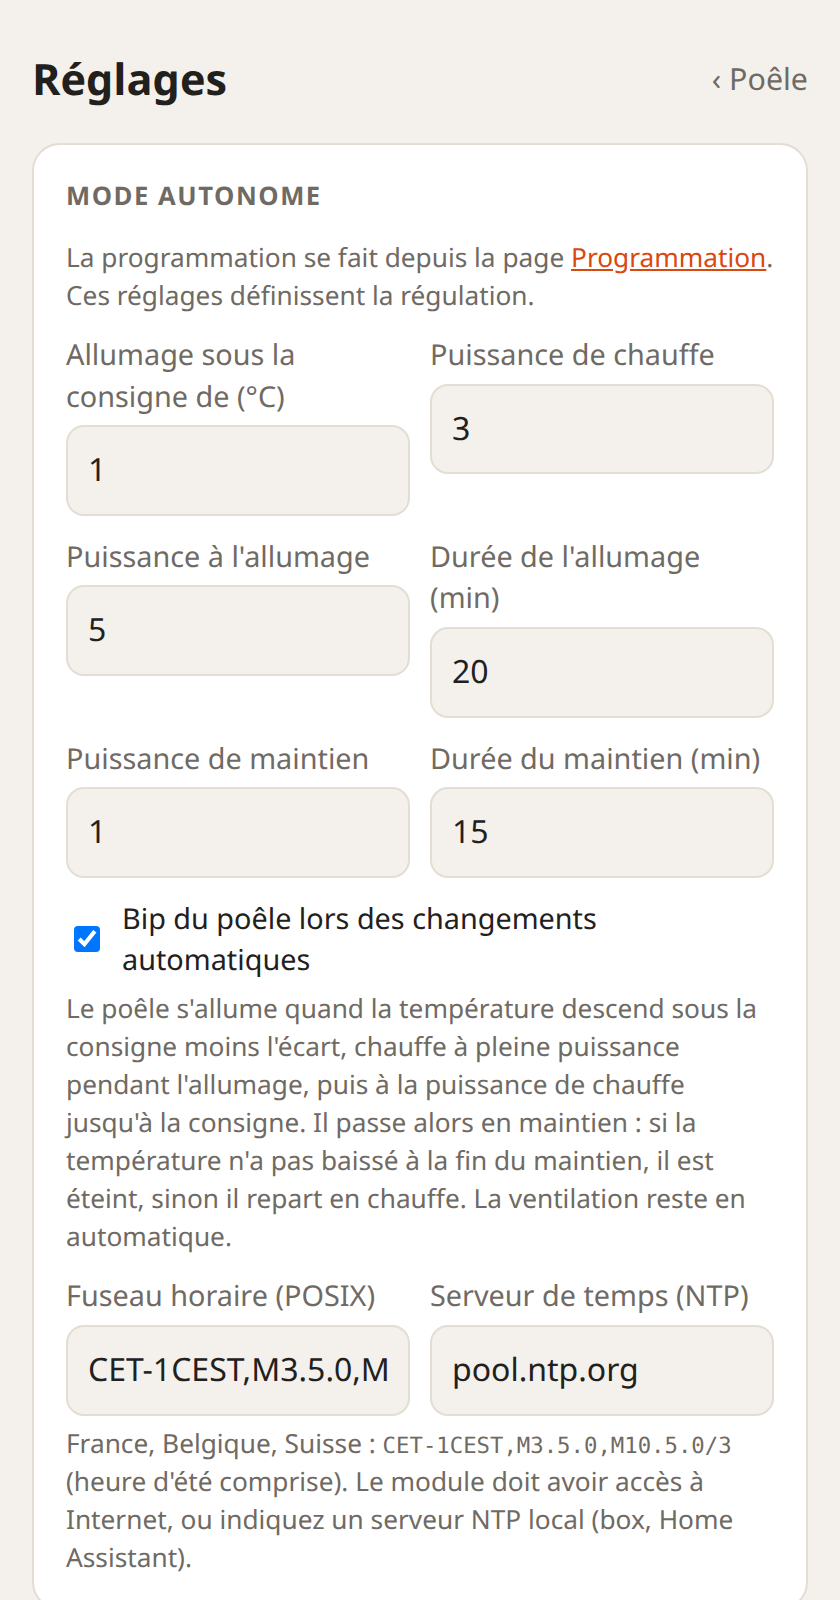 Réglages
‹ Poêle
MODE AUTONOME
La programmation se fait depuis la page Programmation.
Ces réglages définissent la régulation.
Allumage sous la
consigne de (°C)
1
Puissance de chauffe
3
Puissance à l'allumage
5
Durée de l'allumage
(min)
20
Puissance de maintien
1
Durée du maintien (min)
15
Bip du poêle lors des changements
automatiques
Le poêle s'allume quand la température descend sous la
consigne moins l'écart, chauffe à pleine puissance
pendant l'allumage, puis à la puissance de chauffe
jusqu'à la consigne. Il passe alors en maintien : si la
température n'a pas baissé à la fin du maintien, il est
éteint, sinon il repart en chauffe. La ventilation reste en
automatique.
Fuseau horaire (POSIX)
CET-1CEST,M3.5.0,M
Serveur de temps (NTP)
pool.ntp.org
France, Belgique, Suisse : CET-1CEST,M3.5.0,M10.5.0/3
(heure d'été comprise). Le module doit avoir accès à
Internet, ou indiquez un serveur NTP local (box, Home
Assistant).